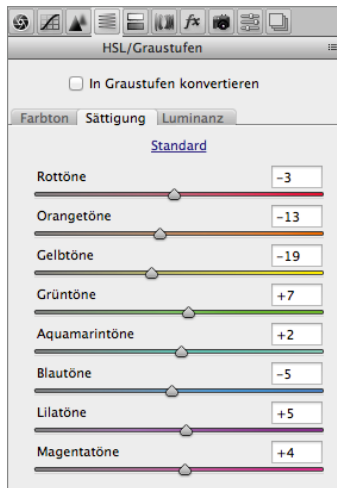 fx
HSL/Graustufen
In Graustufen konvertieren
Farbton Sättigung Luminanz
Standard
Rottöne -3
Orangetöne -13
Gelbtöne -19
Grüntöne +7
Aquamarintöne +2
Blautöne -5
Lilatöne +5
Magentatöne +4